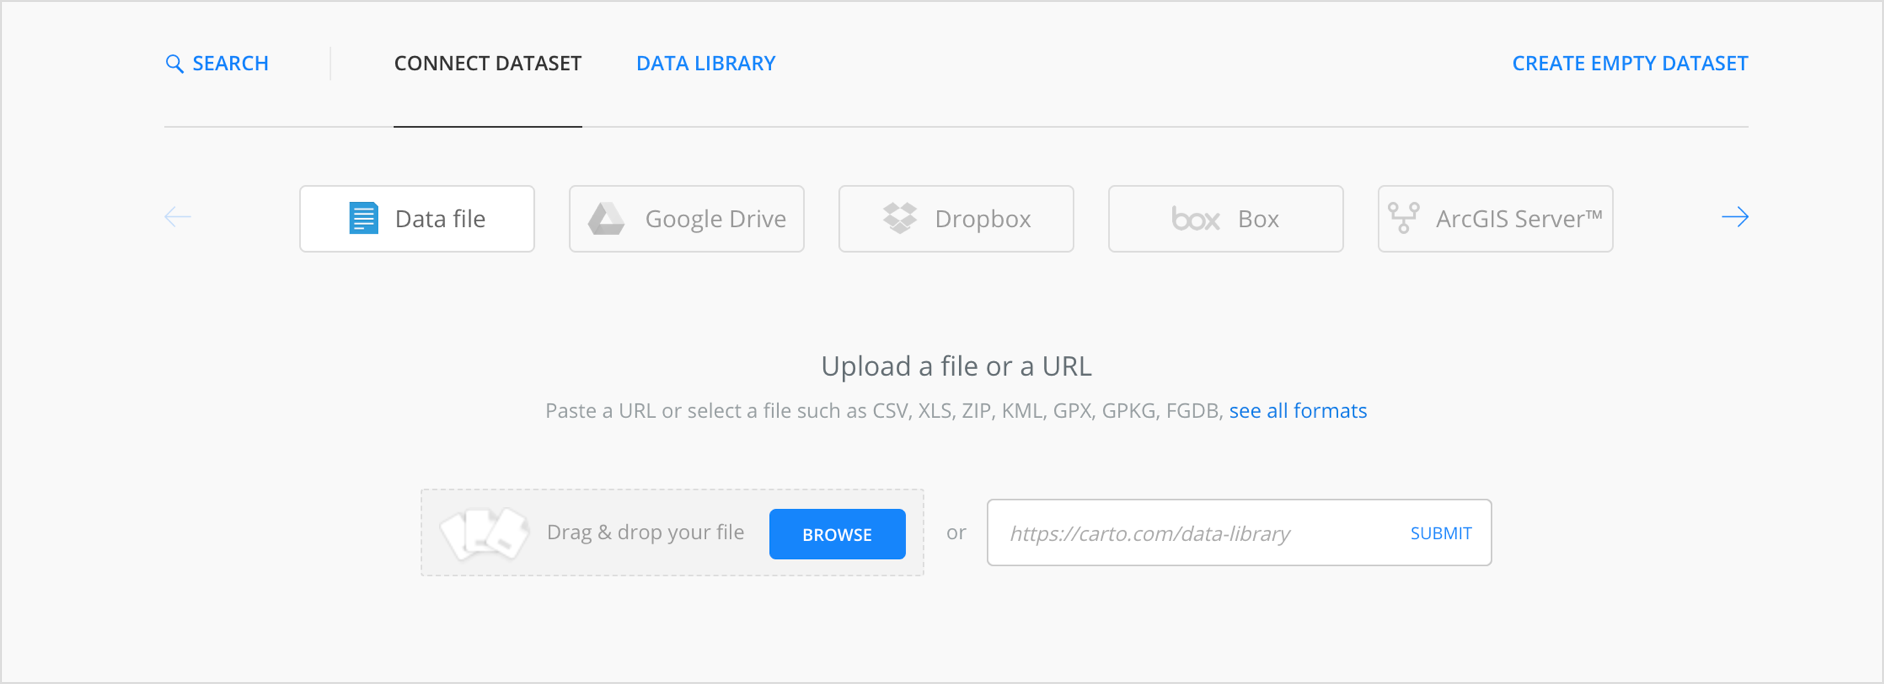 SEARCH
CONNECT DATASET
DATA LIBRARY
CREATE EMPTY DATASET
Data file
Google Drive
Dropbox
box Box
ArcGIS Server™
Upload a file or a URL
Paste a URL or select a file such as CSV, XLS, ZIP, KML, GPX, GPKG, FGDB, see all formats
Drag & drop your file
BROWSE
or
https://carto.com/data-library
SUBMIT